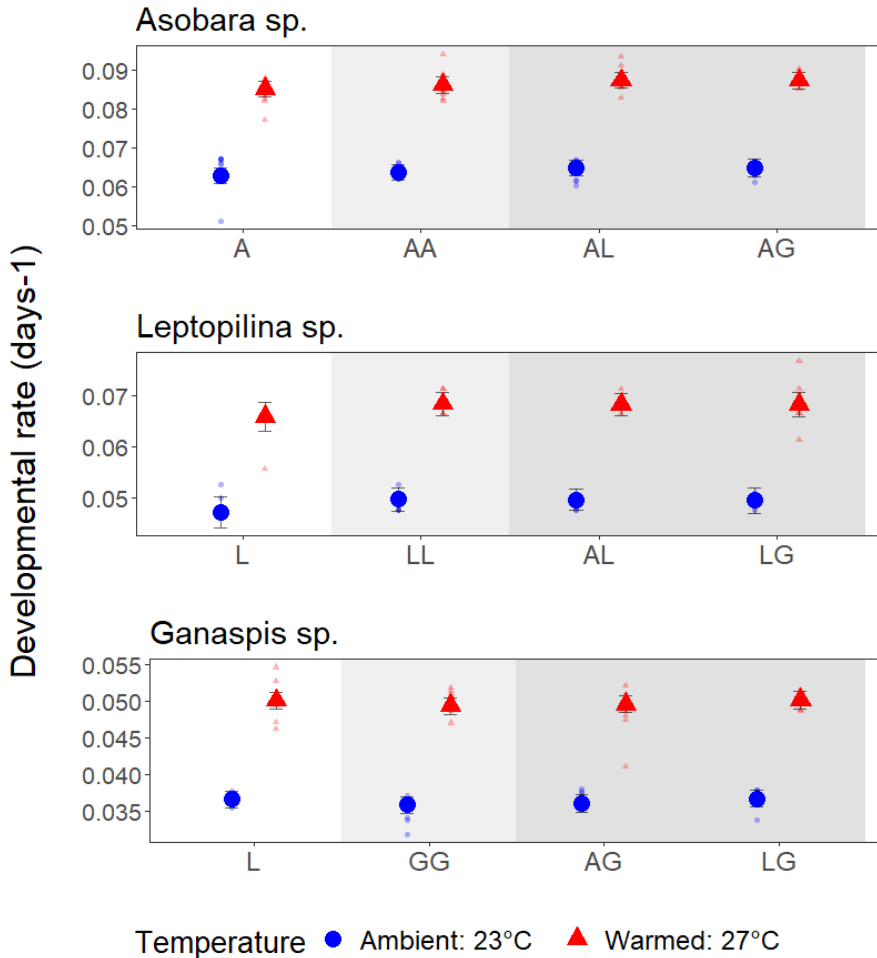 Developmental rate (days-1)
Asobara sp.
0.09
0.08
0.07
0.06
0.05
A AA AL AG
Leptopilina sp.
0.07
0.06
0.05
L LL AL LG
Ganaspis sp.
0.055
0.050
0.045
0.040
0.035
L GG AG LG
Temperature Ambient: 23°C Warmed: 27°C